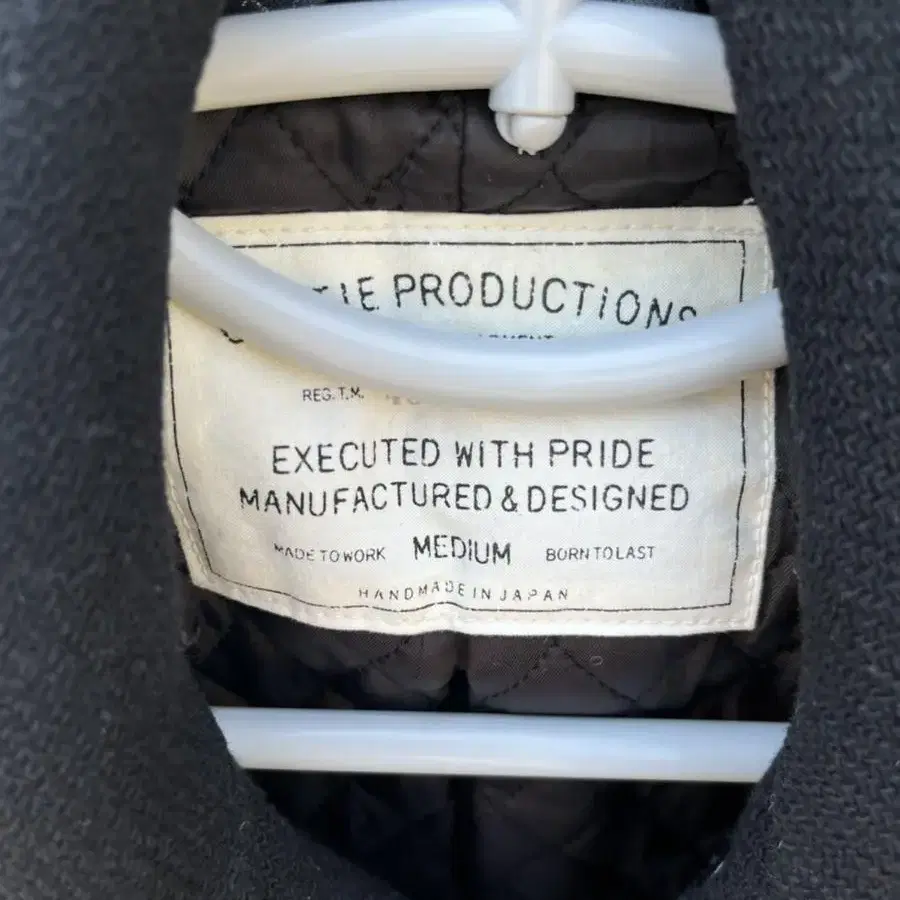 PRODUCTIONS
REG. T.M.
EXECUTED WITH PRIDE
MANUFACTURED & DESIGNED
MADE TO WORK MEDIUM BORN TO LAST
HANDMADE IN JAPAN